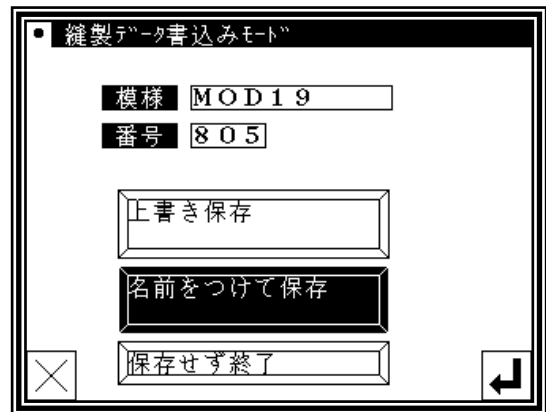 ● 縫製ﾃﾞｰﾀ書込みﾓｰﾄﾞ
模様 MOD19
番号 805
上書き保存
名前をつけて保存
保存せず終了